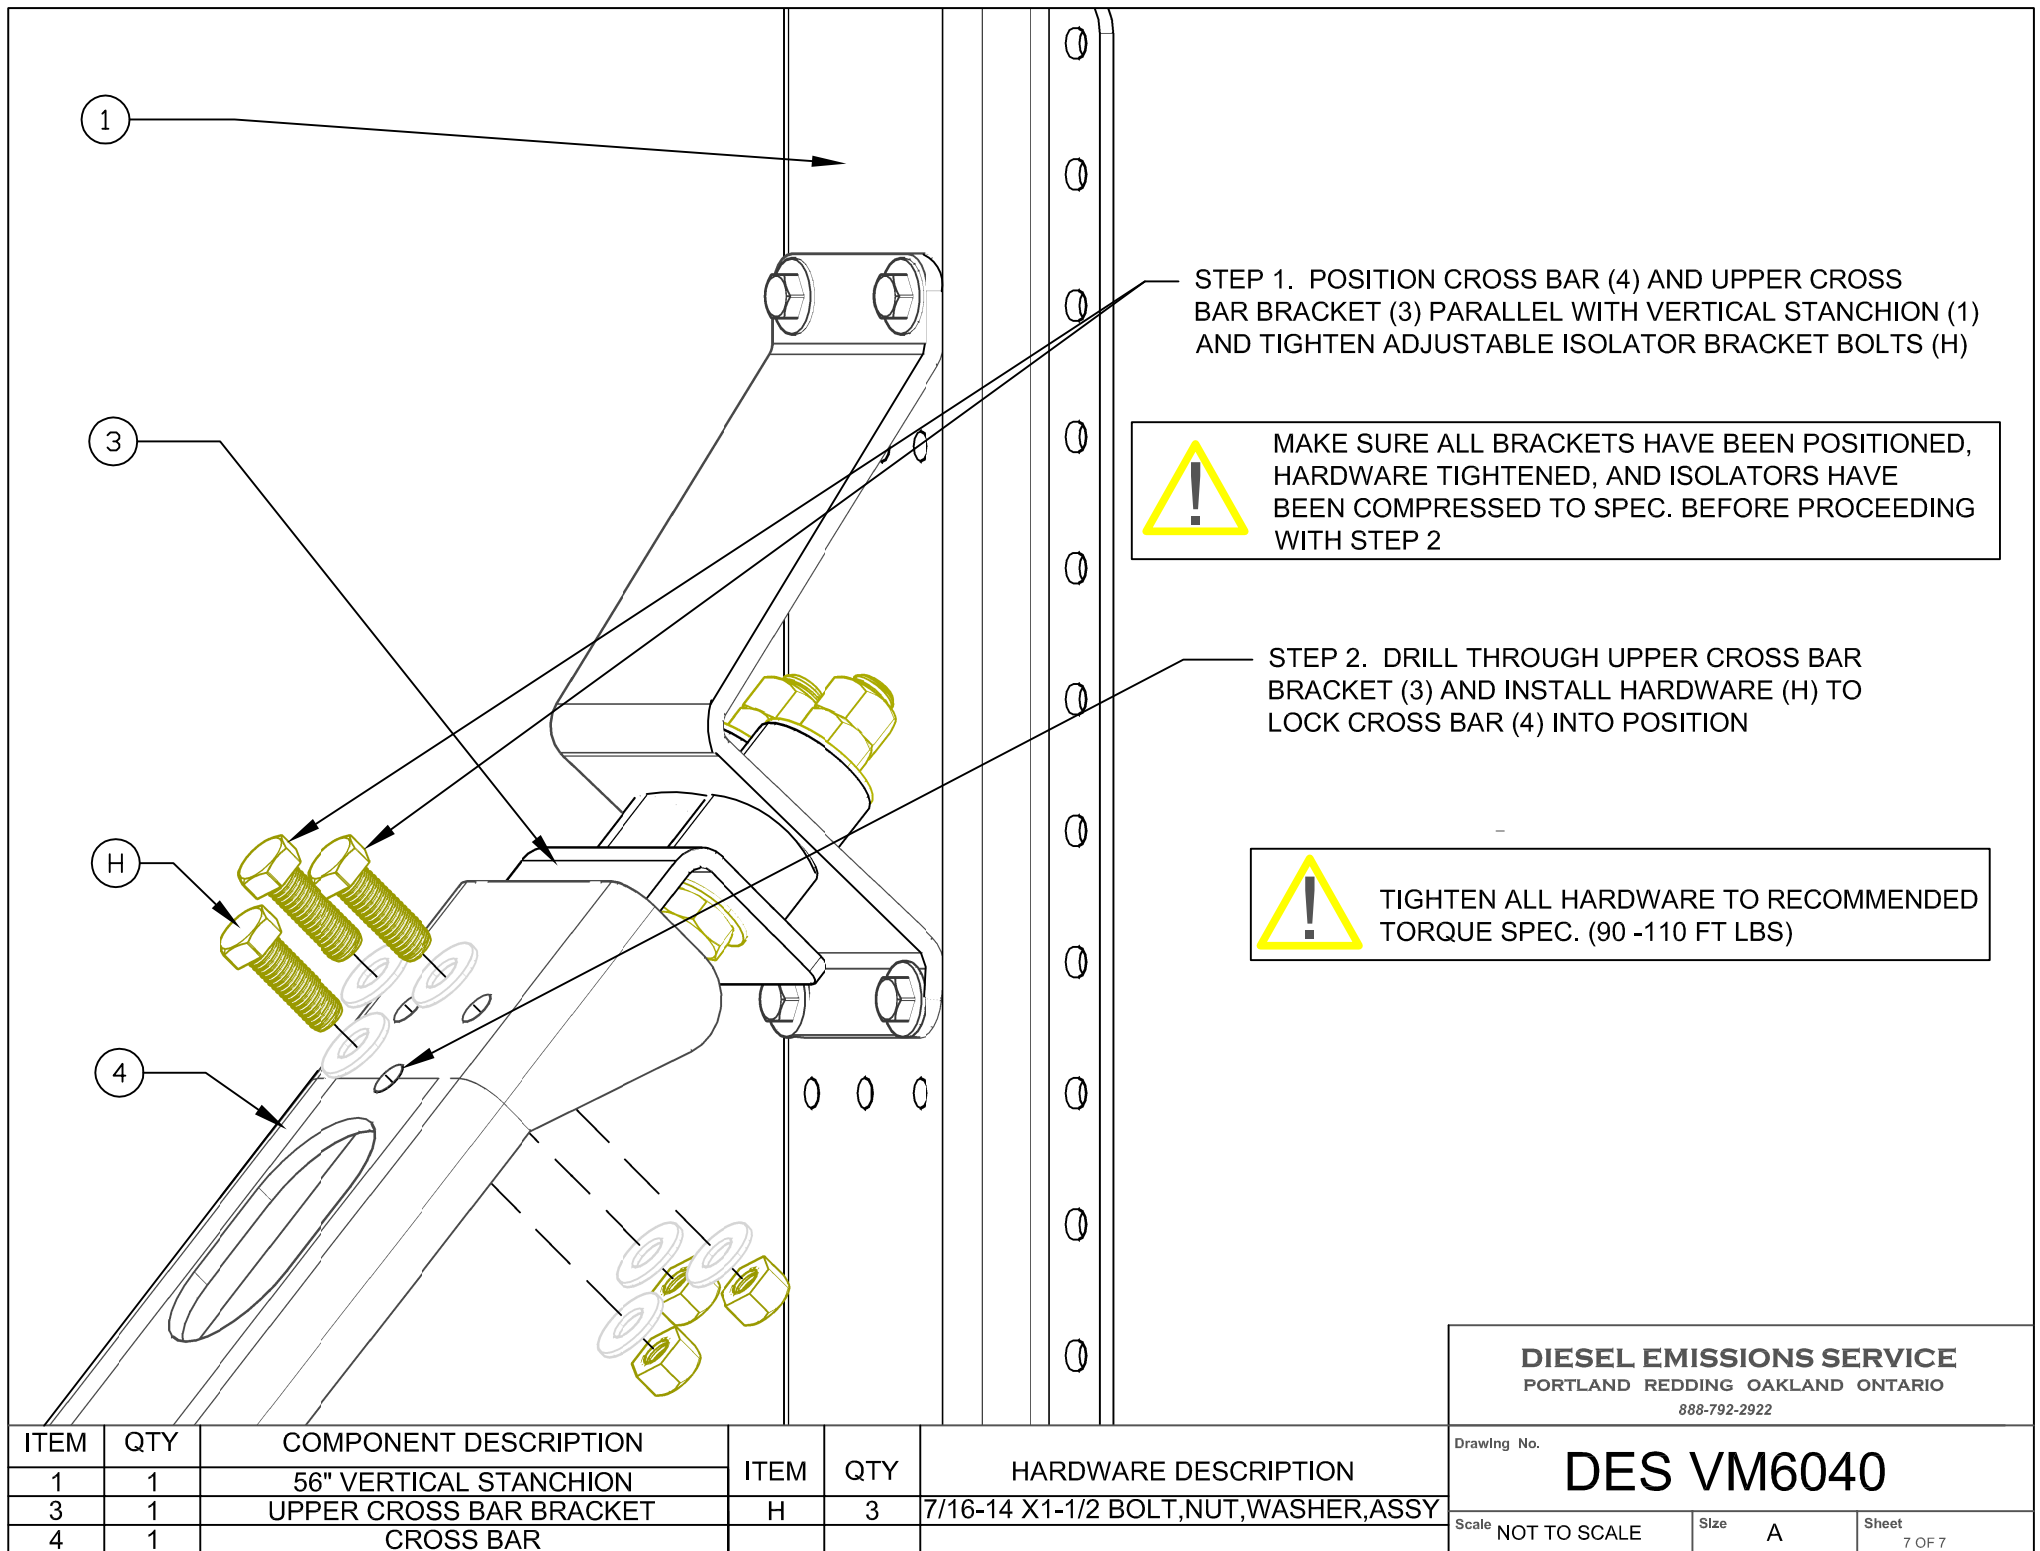 1
STEP 1. POSITION CROSS BAR (4) AND UPPER CROSS
BAR BRACKET (3) PARALLEL WITH VERTICAL STANCHION (1)
AND TIGHTEN ADJUSTABLE ISOLATOR BRACKET BOLTS (H)
3
!
MAKE SURE ALL BRACKETS HAVE BEEN POSITIONED,
HARDWARE TIGHTENED, AND ISOLATORS HAVE
BEEN COMPRESSED TO SPEC. BEFORE PROCEEDING
WITH STEP 2
STEP 2. DRILL THROUGH UPPER CROSS BAR
BRACKET (3) AND INSTALL HARDWARE (H) TO
LOCK CROSS BAR (4) INTO POSITION
H
!
TIGHTEN ALL HARDWARE TO RECOMMENDED
TORQUE SPEC. (90 -110 FT LBS)
4
ITEM QTY COMPONENT DESCRIPTION
1 1 56" VERTICAL STANCHION
3 1 UPPER CROSS BAR BRACKET
4 1 CROSS BAR
ITEM QTY HARDWARE DESCRIPTION
H 3 7/16-14 X1-1/2 BOLT,NUT,WASHER,ASSY
DIESEL EMISSIONS SERVICE
PORTLAND REDDING OAKLAND ONTARIO
888-792-2922
Drawing No.
DES VM6040
Scale NOT TO SCALE
Size A
Sheet 7 OF 7